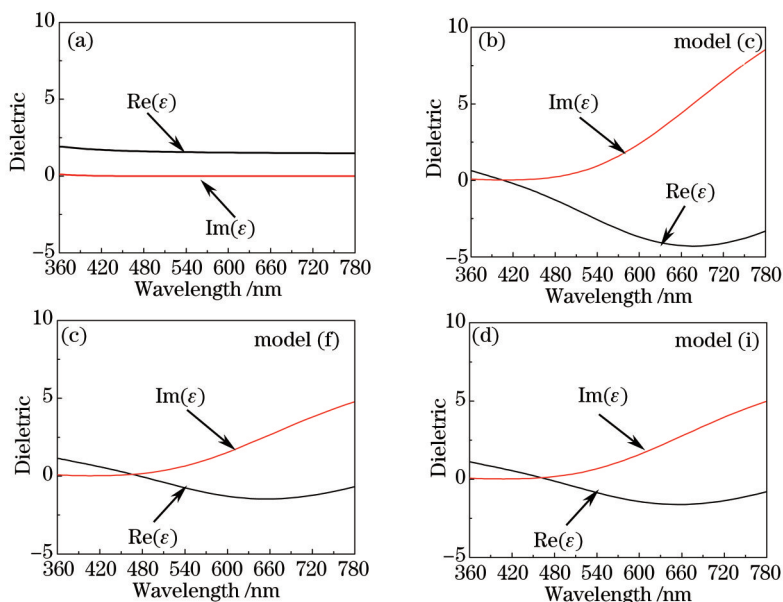 (a)
10
5
0
-5
Dieletric
Re(ε)
Im(ε)
360 420 480 540 600 660 720 780
Wavelength /nm
(b)
model (c)
10
5
0
-5
Dieletric
Im(ε)
Re(ε)
360 420 480 540 600 660 720 780
Wavelength /nm
(c)
model (f)
10
5
0
-5
Dieletric
Im(ε)
Re(ε)
360 420 480 540 600 660 720 780
Wavelength /nm
(d)
model (i)
10
5
0
-5
Dieletric
Im(ε)
Re(ε)
360 420 480 540 600 660 720 780
Wavelength /nm